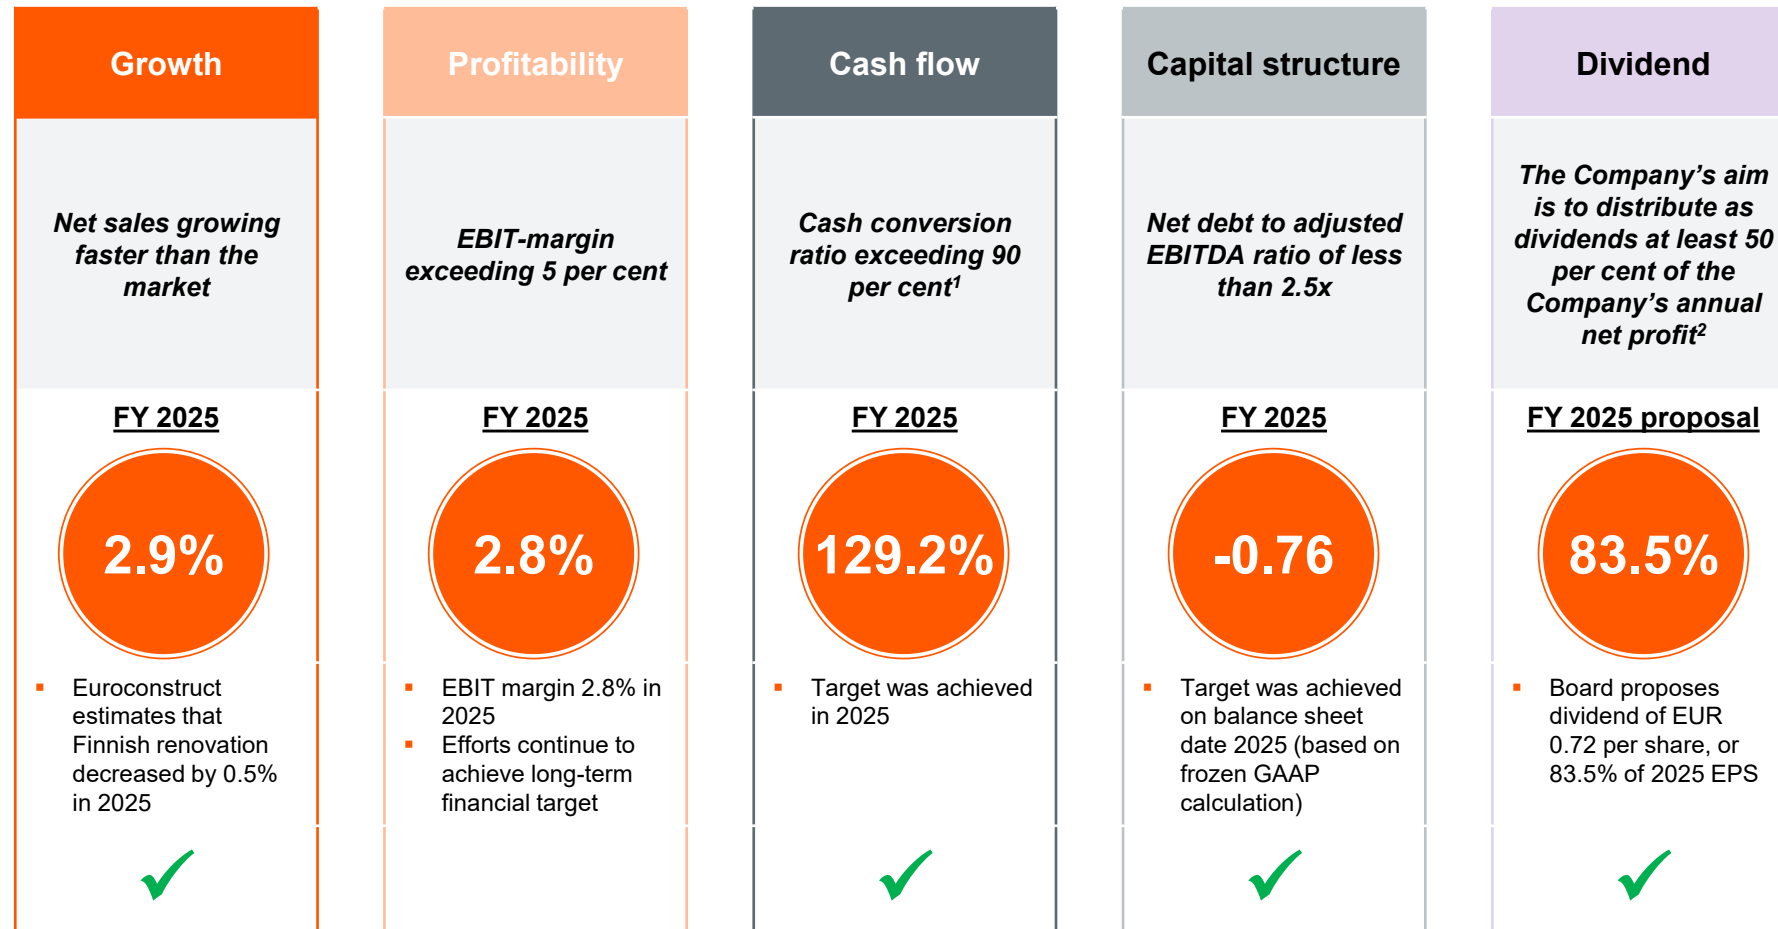 Growth
Net sales growing
faster than the
market
FY 2025
2.9%
▪ Euroconstruct
estimates that
Finnish renovation
decreased by 0.5%
in 2025
Profitability
EBIT-margin
exceeding 5 per cent
FY 2025
2.8%
▪ EBIT margin 2.8% in
2025
▪ Efforts continue to
achieve long-term
financial target
Cash flow
Cash conversion
ratio exceeding 90
per cent¹
FY 2025
129.2%
▪ Target was achieved
in 2025
Capital structure
Net debt to adjusted
EBITDA ratio of less
than 2.5x
FY 2025
-0.76
▪ Target was achieved
on balance sheet
date 2025 (based on
frozen GAAP
calculation)
Dividend
The Company’s aim
is to distribute as
dividends at least 50
per cent of the
Company’s annual
net profit²
FY 2025 proposal
83.5%
▪ Board proposes
dividend of EUR
0.72 per share, or
83.5% of 2025 EPS